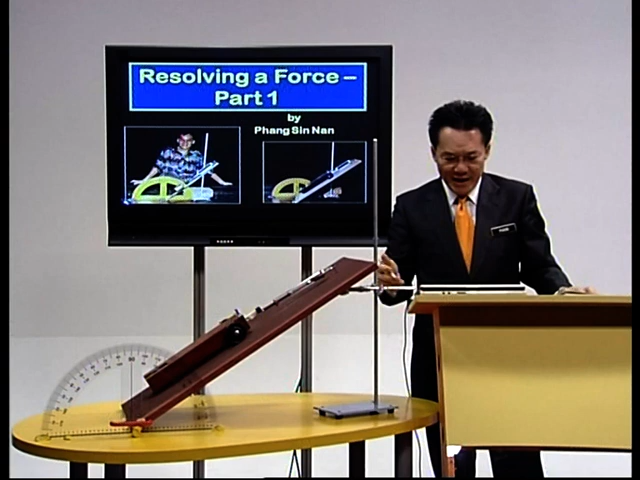 Resolving a Force –
Part 1
by
Phang Sin Nan